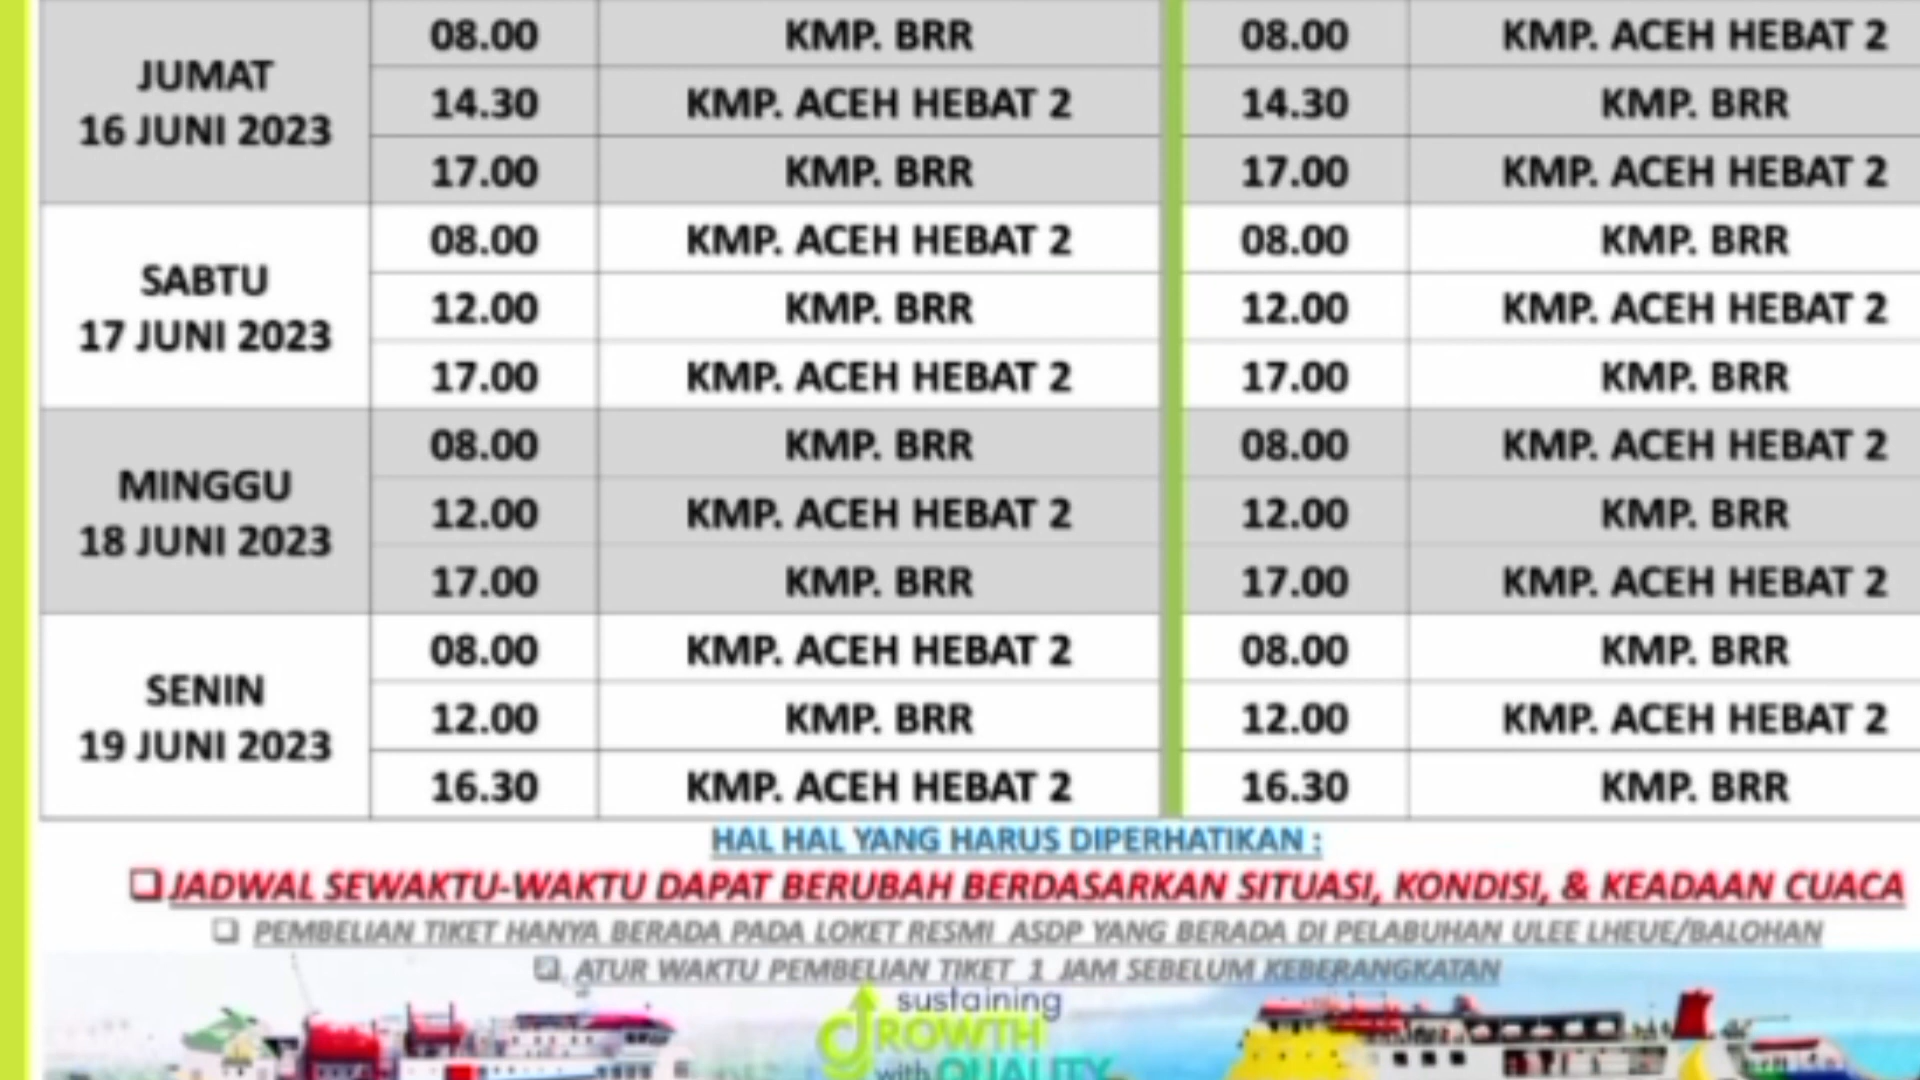 08.00 KMP. BRR 08.00 KMP. ACEH HEBAT 2
JUMAT
16 JUNI 2023
14.30 KMP. ACEH HEBAT 2 14.30 KMP. BRR
17.00 KMP. BRR 17.00 KMP. ACEH HEBAT 2
08.00 KMP. ACEH HEBAT 2 08.00 KMP. BRR
SABTU
17 JUNI 2023
12.00 KMP. BRR 12.00 KMP. ACEH HEBAT 2
17.00 KMP. ACEH HEBAT 2 17.00 KMP. BRR
08.00 KMP. BRR 08.00 KMP. ACEH HEBAT 2
MINGGU
18 JUNI 2023
12.00 KMP. ACEH HEBAT 2 12.00 KMP. BRR
17.00 KMP. BRR 17.00 KMP. ACEH HEBAT 2
08.00 KMP. ACEH HEBAT 2 08.00 KMP. BRR
SENIN
19 JUNI 2023
12.00 KMP. BRR 12.00 KMP. ACEH HEBAT 2
16.30 KMP. ACEH HEBAT 2 16.30 KMP. BRR
HAL HAL YANG HARUS DIPERHATIKAN :
JADWAL SEWAKTU-WAKTU DAPAT BERUBAH BERDASARKAN SITUASI, KONDISI, & KEADAAN CUACA
PEMBELIAN TIKET HANYA BERADA PADA LOKET RESMI ASDP YANG BERADA DI PELABUHAN ULEE LHEUE/BALOHAN
ATUR WAKTU PEMBELIAN TIKET 1 JAM SEBELUM KEBERANGKATAN
sustaining
GROWTH
with QUALITY